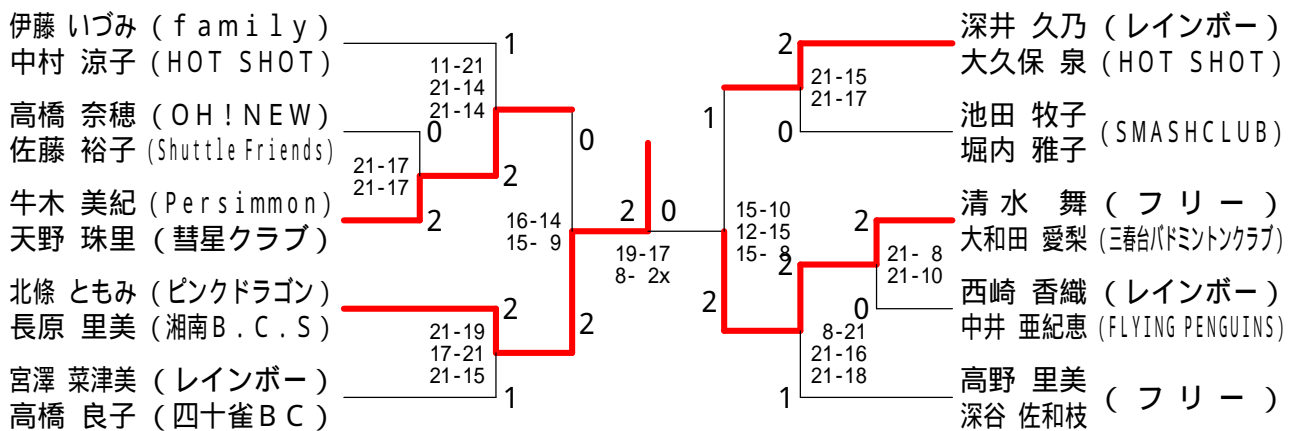 伊藤 いづみ (family)
中村 涼子 (HOT SHOT)
1
11-21
21-14
21-14
高橋 奈穂 (OH!NEW)
佐藤 裕子 (Shuttle Friends)
0
21-17
21-17
2
牛木 美紀 (Persimmon)
天野 珠里 (彗星クラブ)
2
0
16-14
15- 9
北條 ともみ (ピンクドラゴン)
長原 里美 (湘南B.C.S)
2
21-19
17-21
21-15
2
宮澤 菜津美 (レインボー)
高橋 良子 (四十雀BC)
1
2 0
19-17
8- 2x
深井 久乃 (レインボー)
大久保 泉 (HOT SHOT)
2
21-15
21-17
1
0
池田 牧子
堀内 雅子
(SMASHCLUB)
15-10
12-15
15- 8
清水 舞 (フリー)
大和田 愛梨 (三春台バドミントンクラブ)
2
21- 8
21-10
2
2
0
西崎 香織 (レインボー)
中井 亜紀恵 (FLYING PENGUINS)
8-21
21-16
21-18
1
高野 里美
深谷 佐和枝
(フリー)